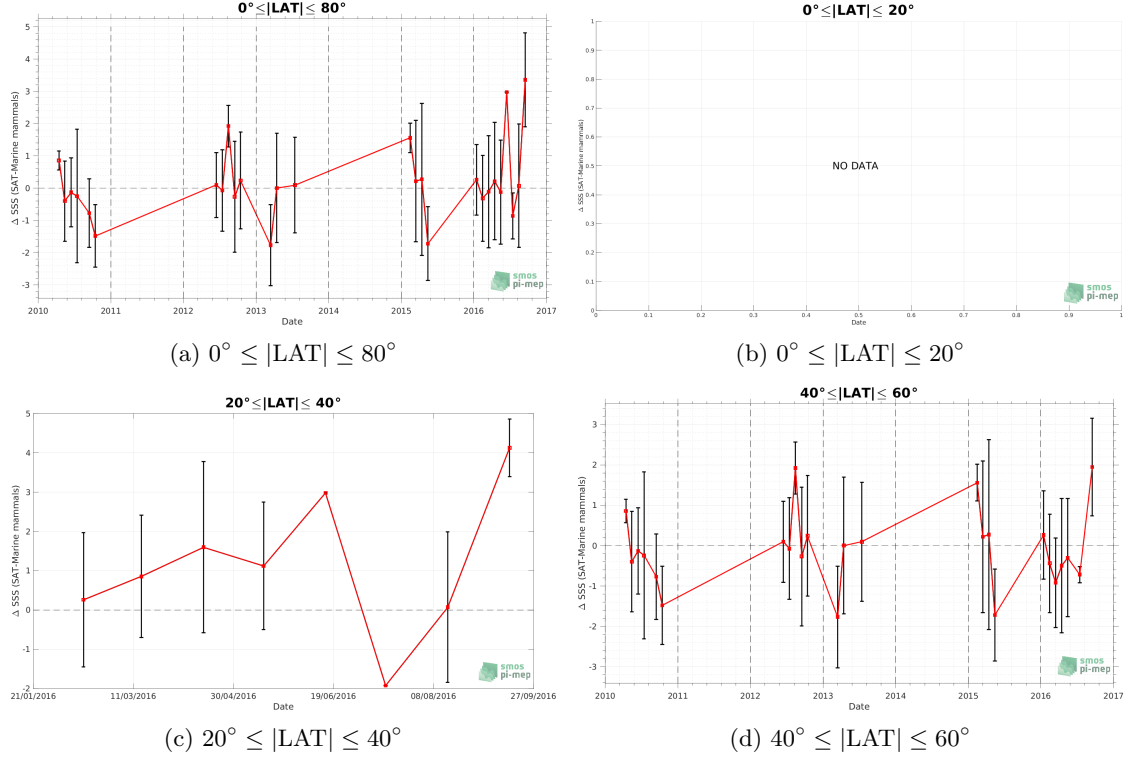 0°≤|LAT|≤ 80°
Δ SSS (SAT-Marine mammals)
5
4
3
2
1
0
-1
-2
-3
2010 2011 2012 2013 2014 2015 2016 2017
Date
smos
pi-mep
(a) 0° ≤ |LAT| ≤ 80°
0°≤|LAT|≤ 20°
Δ SSS (SAT-Marine mammals)
1
0.9
0.8
0.7
0.6
0.5
0.4
0.3
0.2
0.1
0
NO DATA
0 0.1 0.2 0.3 0.4 0.5 0.6 0.7 0.8 0.9 1
Date
smos
pi-mep
(b) 0° ≤ |LAT| ≤ 20°
20°≤|LAT|≤ 40°
Δ SSS (SAT-Marine mammals)
5
4
3
2
1
0
-1
-2
21/01/2016 11/03/2016 30/04/2016 19/06/2016 08/08/2016 27/09/2016
Date
smos
pi-mep
(c) 20° ≤ |LAT| ≤ 40°
40°≤|LAT|≤ 60°
Δ SSS (SAT-Marine mammals)
3
2
1
0
-1
-2
-3
2010 2011 2012 2013 2014 2015 2016 2017
Date
smos
pi-mep
(d) 40° ≤ |LAT| ≤ 60°